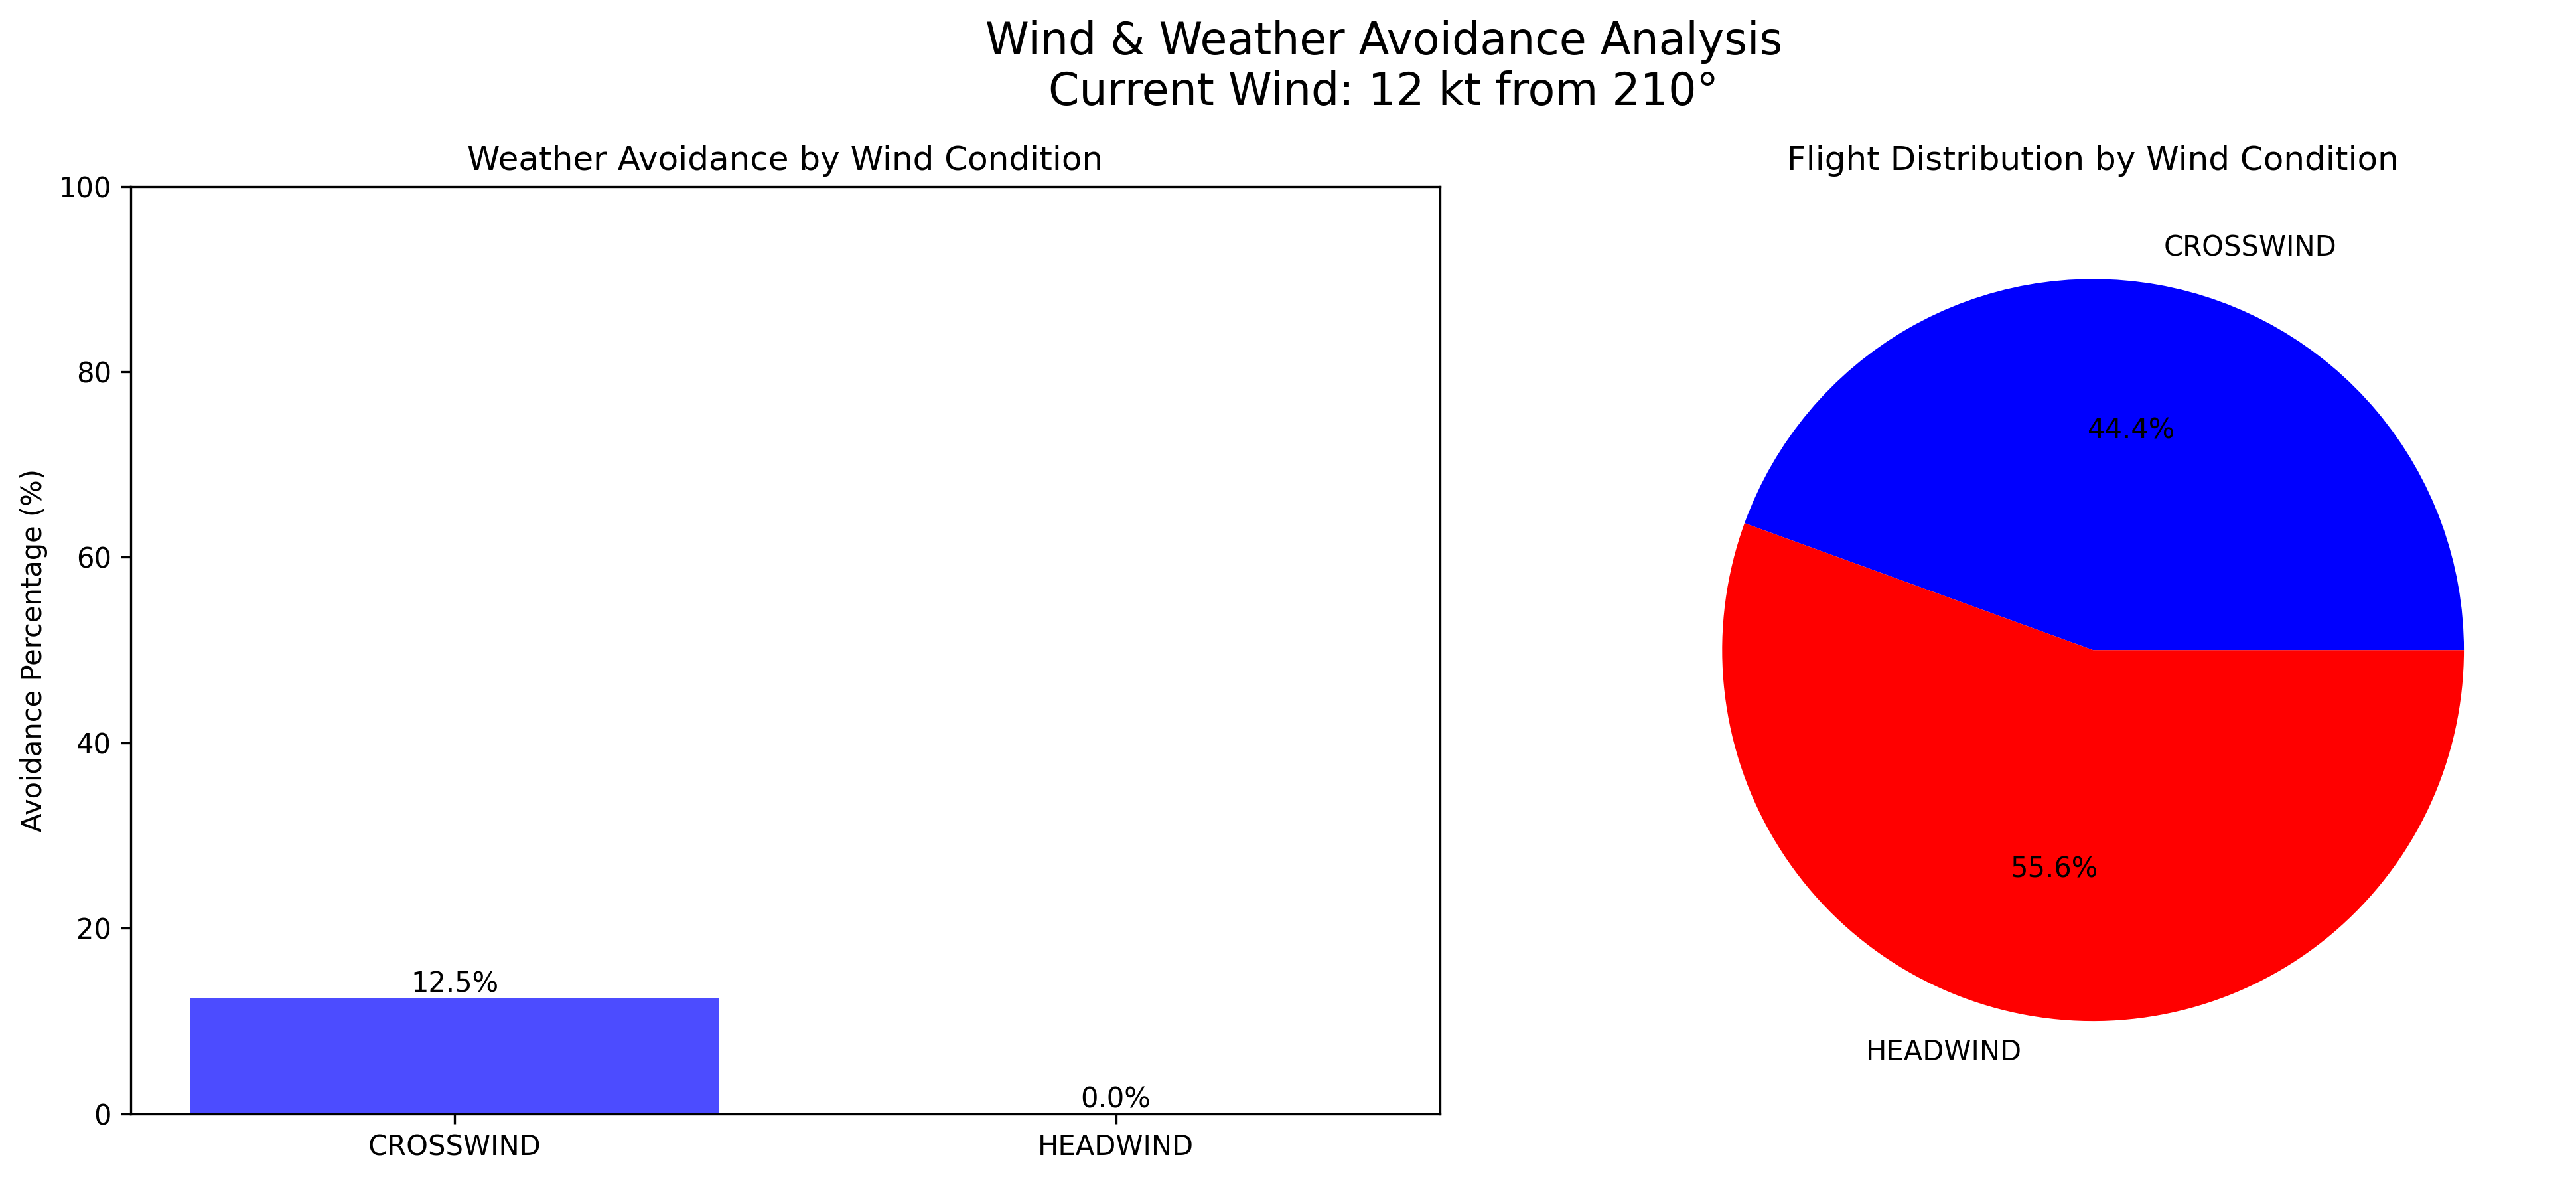 Wind & Weather Avoidance Analysis
Current Wind: 12 kt from 210°
Weather Avoidance by Wind Condition
100
80
60
40
20
0
Avoidance Percentage (%)
12.5%
0.0%
CROSSWIND
HEADWIND
Flight Distribution by Wind Condition
CROSSWIND
44.4%
55.6%
HEADWIND